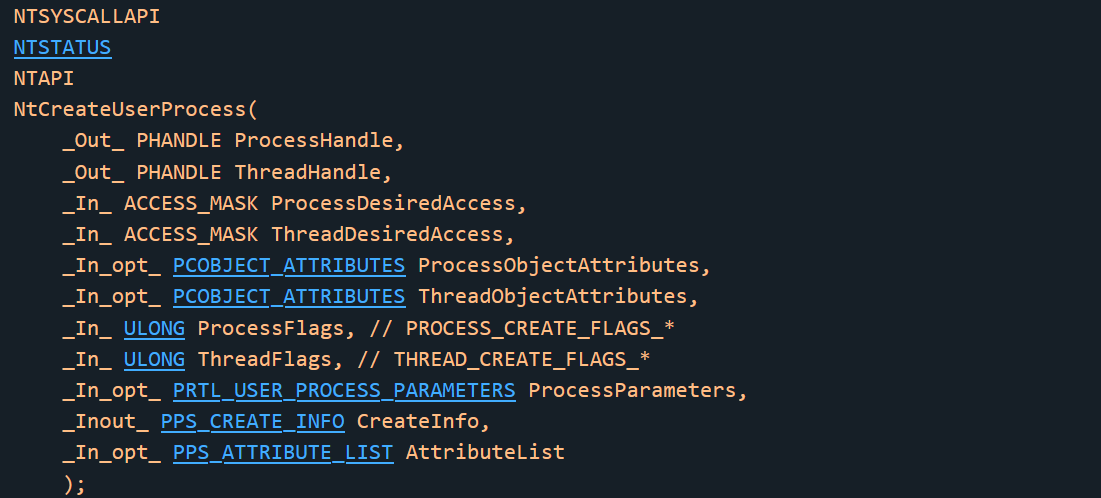 NTSYSCALLAPI
NTSTATUS
NTAPI
NtCreateUserProcess(
    _Out_ PHANDLE ProcessHandle,
    _Out_ PHANDLE ThreadHandle,
    _In_ ACCESS_MASK ProcessDesiredAccess,
    _In_ ACCESS_MASK ThreadDesiredAccess,
    _In_opt_ PCOBJECT_ATTRIBUTES ProcessObjectAttributes,
    _In_opt_ PCOBJECT_ATTRIBUTES ThreadObjectAttributes,
    _In_ ULONG ProcessFlags, // PROCESS_CREATE_FLAGS_*
    _In_ ULONG ThreadFlags, // THREAD_CREATE_FLAGS_*
    _In_opt_ PRTL_USER_PROCESS_PARAMETERS ProcessParameters,
    _Inout_ PPS_CREATE_INFO CreateInfo,
    _In_opt_ PPS_ATTRIBUTE_LIST AttributeList
    );